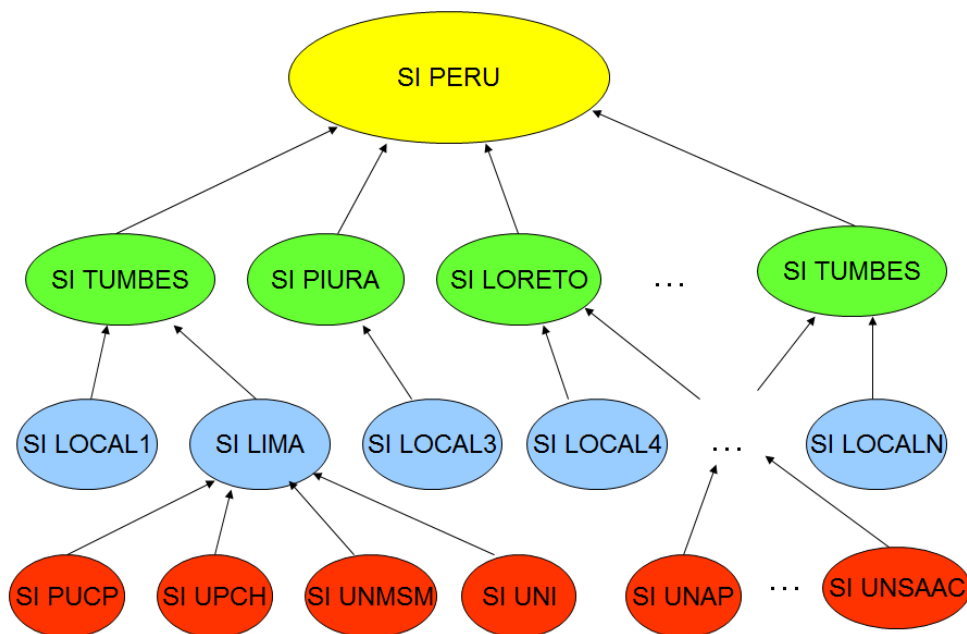 SI PERU
SI TUMBES
SI PIURA
SI LORETO
...
SI TUMBES
SI LOCAL1
SI LIMA
SI LOCAL3
SI LOCAL4
...
SI LOCALN
SI PUCP
SI UPCH
SI UNMSM
SI UNI
SI UNAP
...
SI UNSAAC